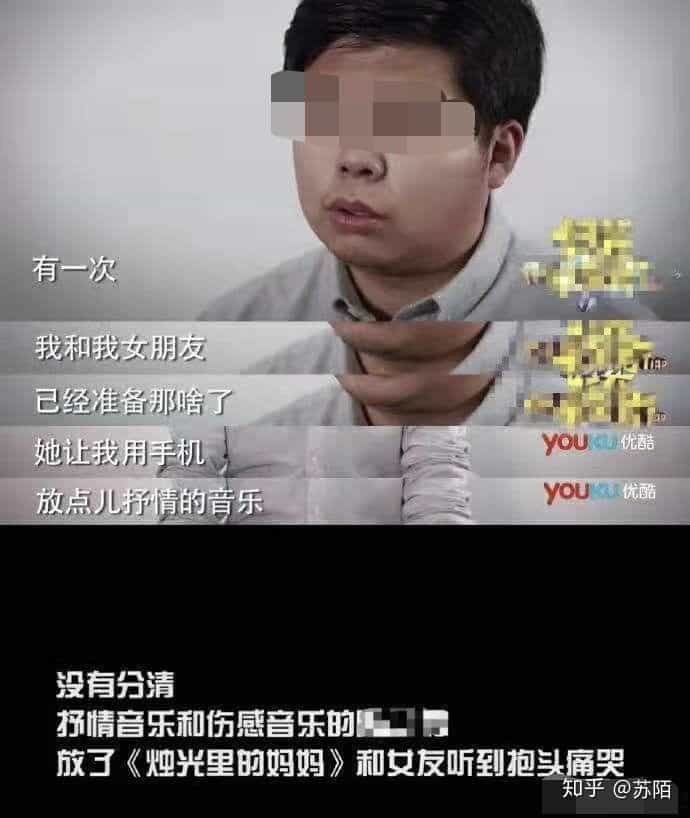 有一次
我和我女朋友
已经准备那啥了
她让我用手机
YOUKU优酷
放点儿抒情的音乐
YOUKU优酷
没有分清
抒情音乐和伤感音乐的
放了《烛光里的妈妈》和女友听到抱头痛哭
知乎 @苏陌